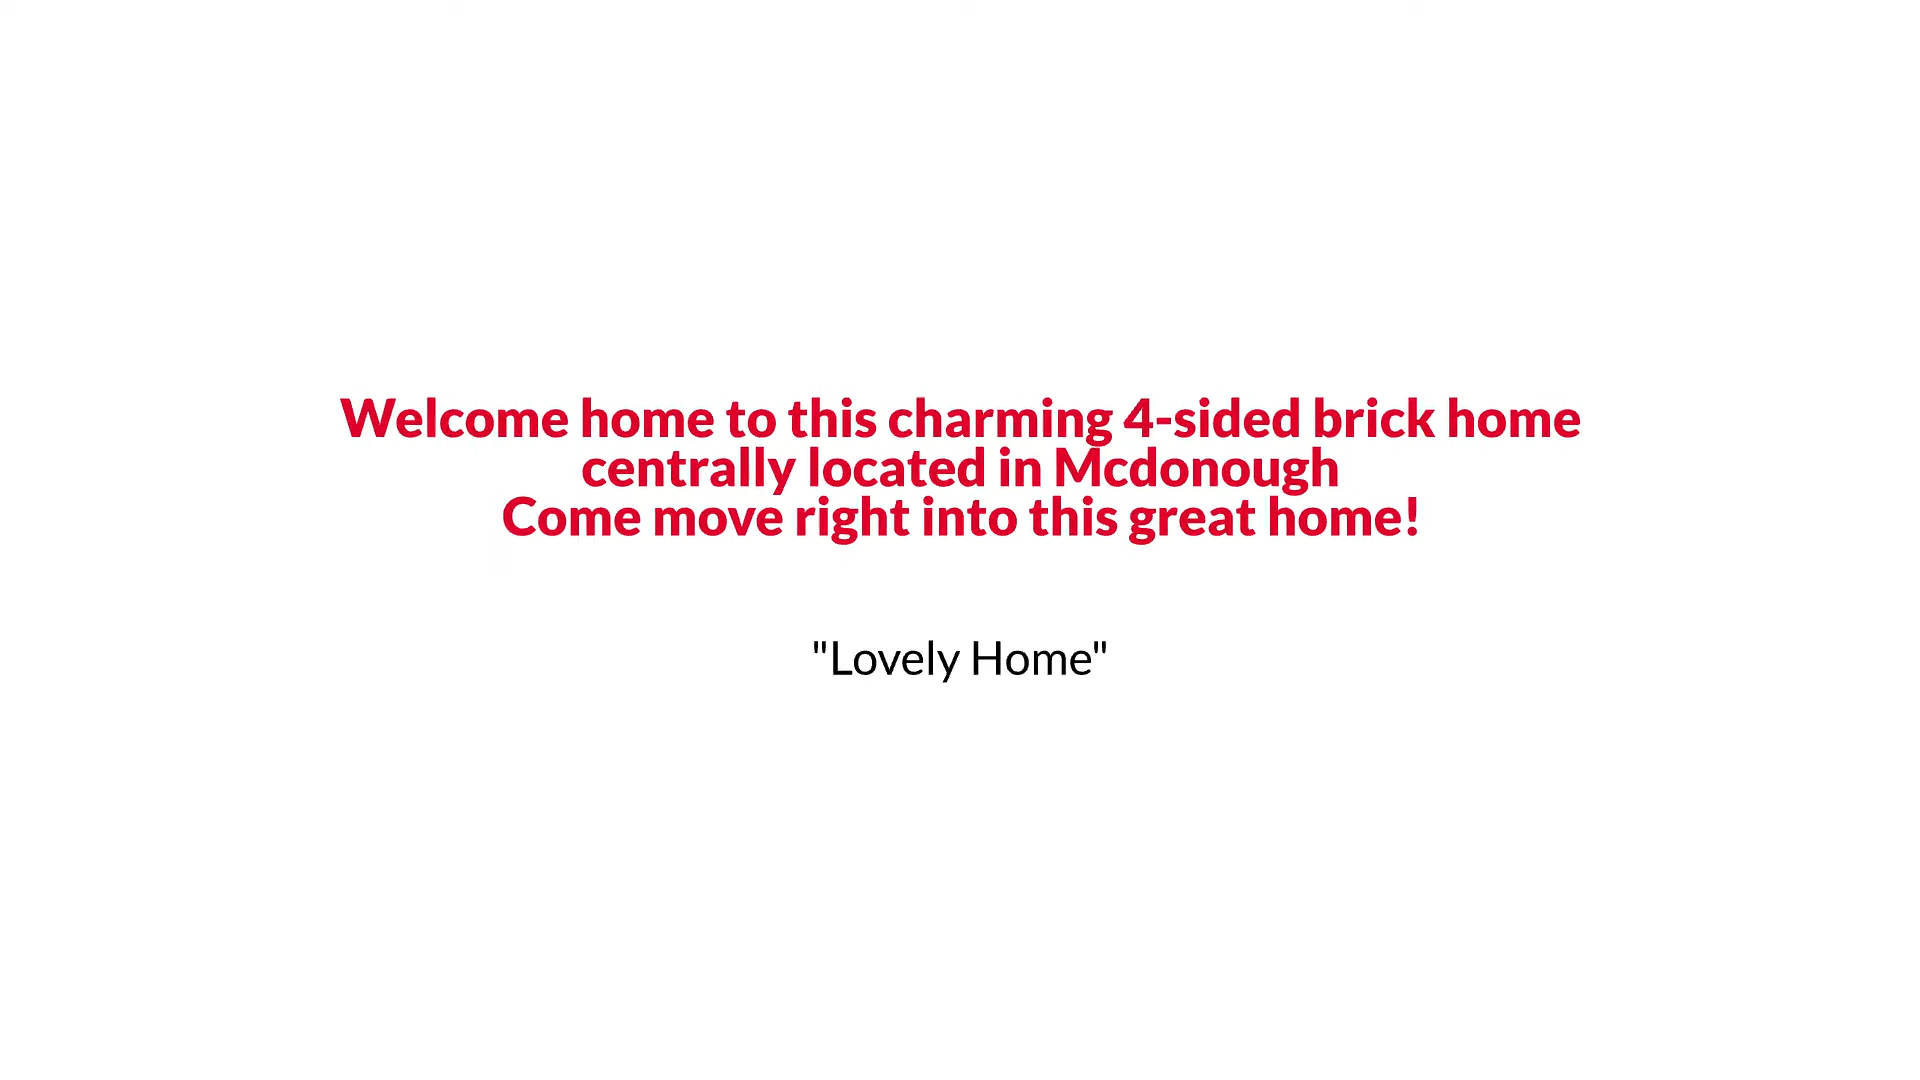 Welcome home to this charming 4-sided brick home
centrally located in Mcdonough
Come move right into this great home!
"Lovely Home"